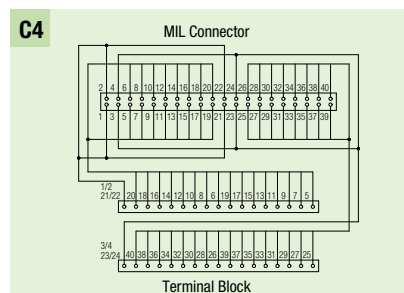 C4
MIL Connector
2 4 6 8 10 12 14 16 18 20 22 24 26 28 30 32 34 36 38 40
1 3 5 7 9 11 13 15 17 19 21 23 25 27 29 31 33 35 37 39
1/2
21/22 20 18 16 14 12 10 8 6 19 17 15 13 11 9 7 5
3/4
23/24 40 38 36 34 32 30 28 26 39 37 35 33 31 29 27 25
Terminal Block